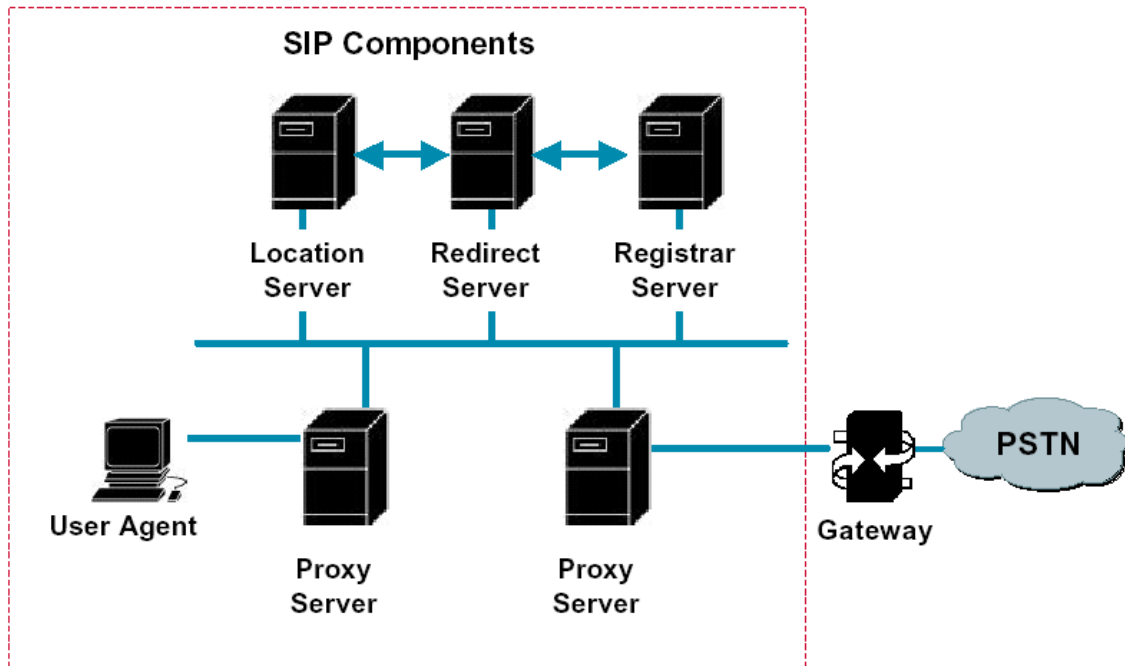 SIP Components
Location
Server
Redirect
Server
Registrar
Server
User Agent
Proxy
Server
Proxy
Server
Gateway
PSTN